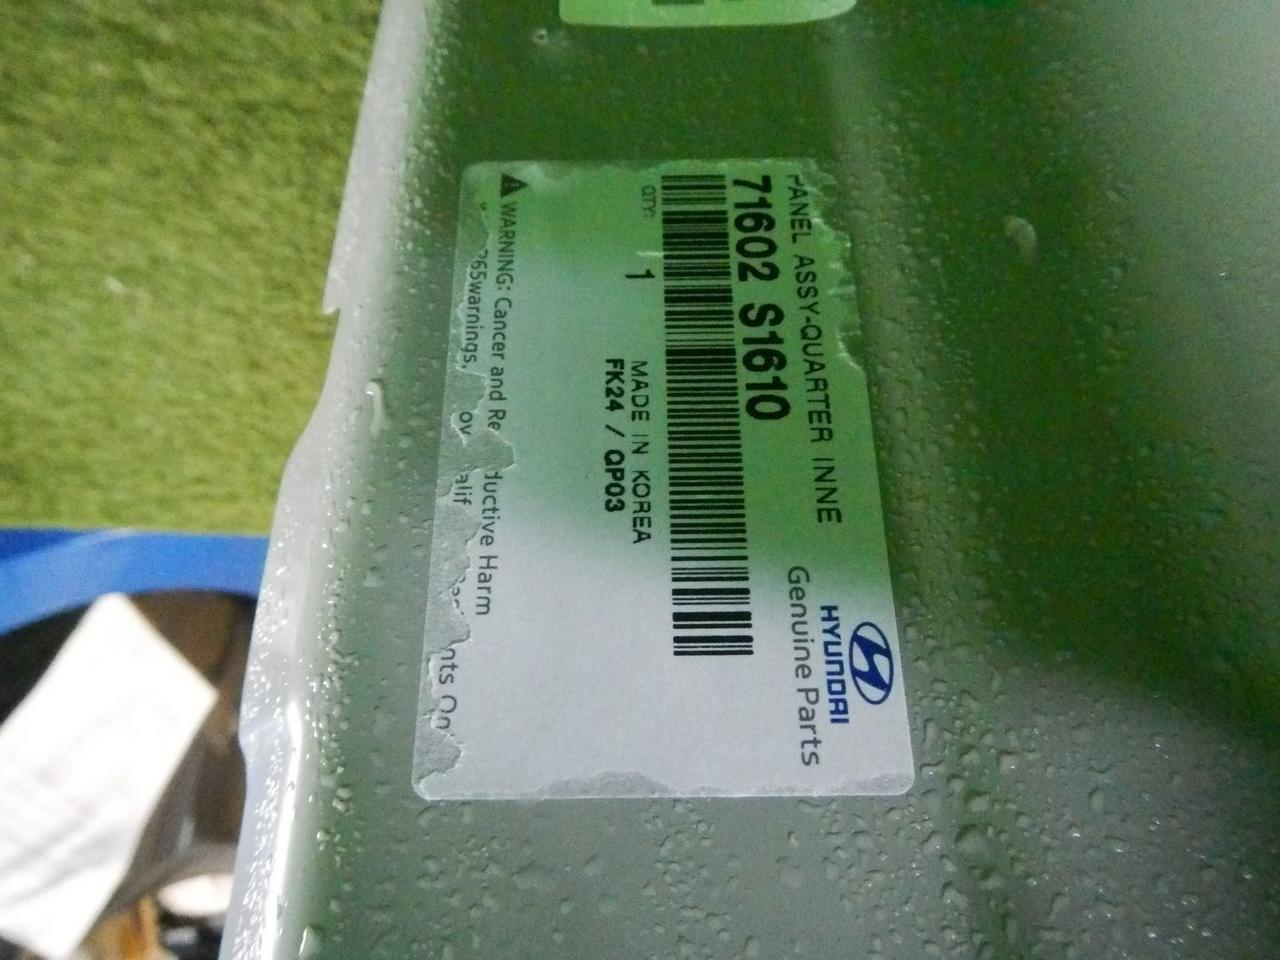 PANEL ASSY-QUARTER INNE
HYUNDAI
Genuine Parts
71602 S1610
QTY: 1
MADE IN KOREA
FK24 / QP03
WARNING: Cancer and Re ductive Harm
65warnings. ov alif nts On